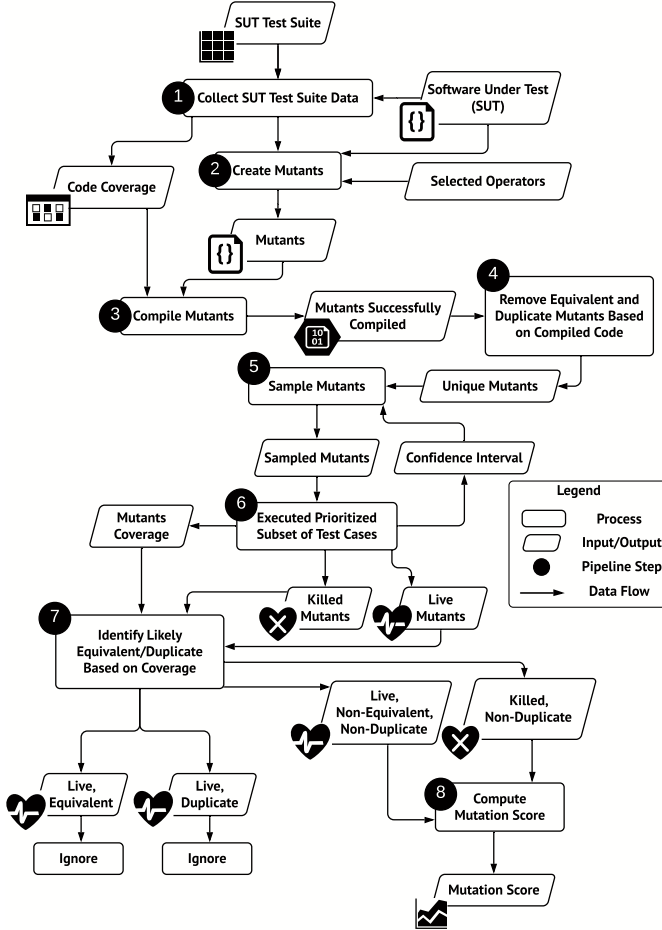 SUT Test Suite
1
Collect SUT Test Suite Data
Software Under Test
(SUT)
{}
2
Create Mutants
Code Coverage
Selected Operators
Mutants
{}
3
Compile Mutants
Mutants Successfully
Compiled
10
01
4
Remove Equivalent and
Duplicate Mutants Based
on Compiled Code
5
Sample Mutants
Unique Mutants
Sampled Mutants
Confidence Interval
6
Executed Prioritized
Subset of Test Cases
Mutants
Coverage
Legend
Process
Input/Output
Pipeline Step
Data Flow
Killed
Mutants
Live
Mutants
7
Identify Likely
Equivalent/Duplicate
Based on Coverage
Live,
Non-Equivalent,
Non-Duplicate
Killed,
Non-Duplicate
Live,
Equivalent
Live,
Duplicate
8
Compute
Mutation Score
Ignore
Ignore
Mutation Score